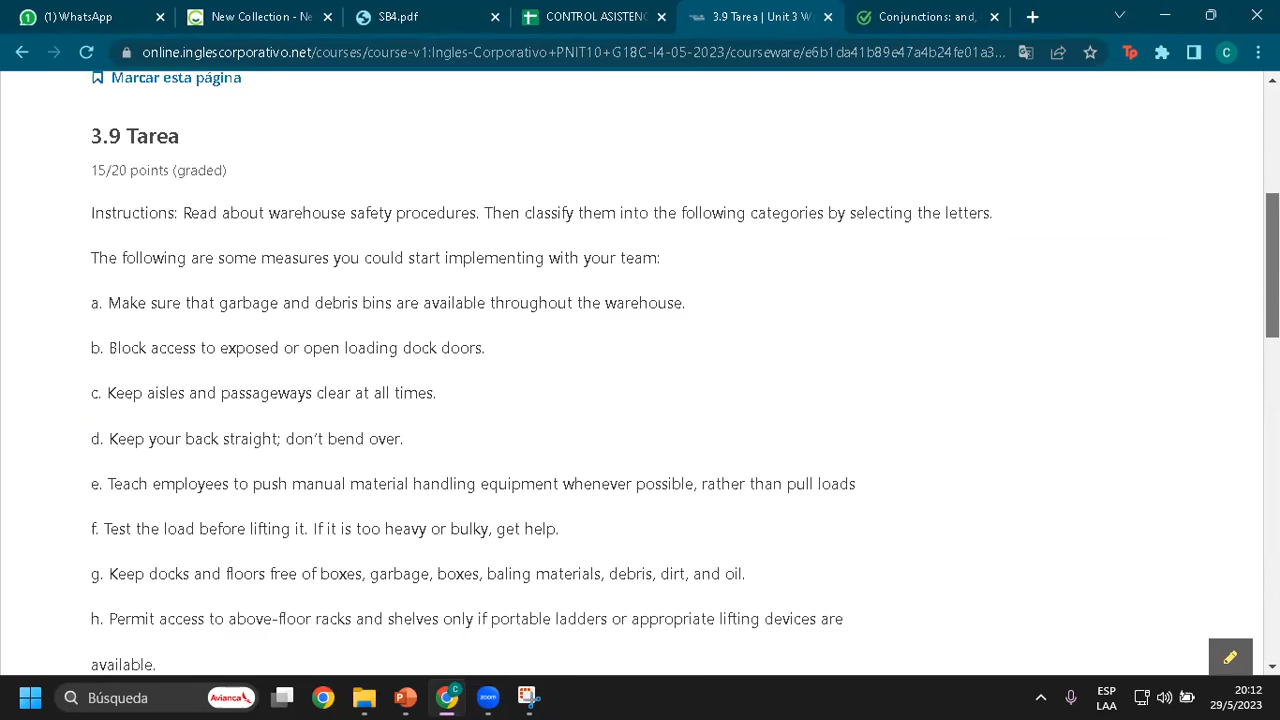 (1) WhatsApp
New Collection - Ne
SB4.pdf
CONTROL ASISTENC
3.9 Tarea | Unit 3 W
Conjunctions: and,
online.inglescorporativo.net/courses/course-v1:Ingles-Corporativo+PNIT10+G18C-I4-05-2023/courseware/e6b1da41b89e47a4b24fe01a3...
Marcar esta página
3.9 Tarea
15/20 points (graded)
Instructions: Read about warehouse safety procedures. Then classify them into the following categories by selecting the letters.
The following are some measures you could start implementing with your team:
a. Make sure that garbage and debris bins are available throughout the warehouse.
b. Block access to exposed or open loading dock doors.
c. Keep aisles and passageways clear at all times.
d. Keep your back straight; don't bend over.
e. Teach employees to push manual material handling equipment whenever possible, rather than pull loads
f. Test the load before lifting it. If it is too heavy or bulky, get help.
g. Keep docks and floors free of boxes, garbage, boxes, baling materials, debris, dirt, and oil.
h. Permit access to above-floor racks and shelves only if portable ladders or appropriate lifting devices are
available.
Búsqueda
Avianca
zoom
ESP
LAA
20:12
29/5/2023